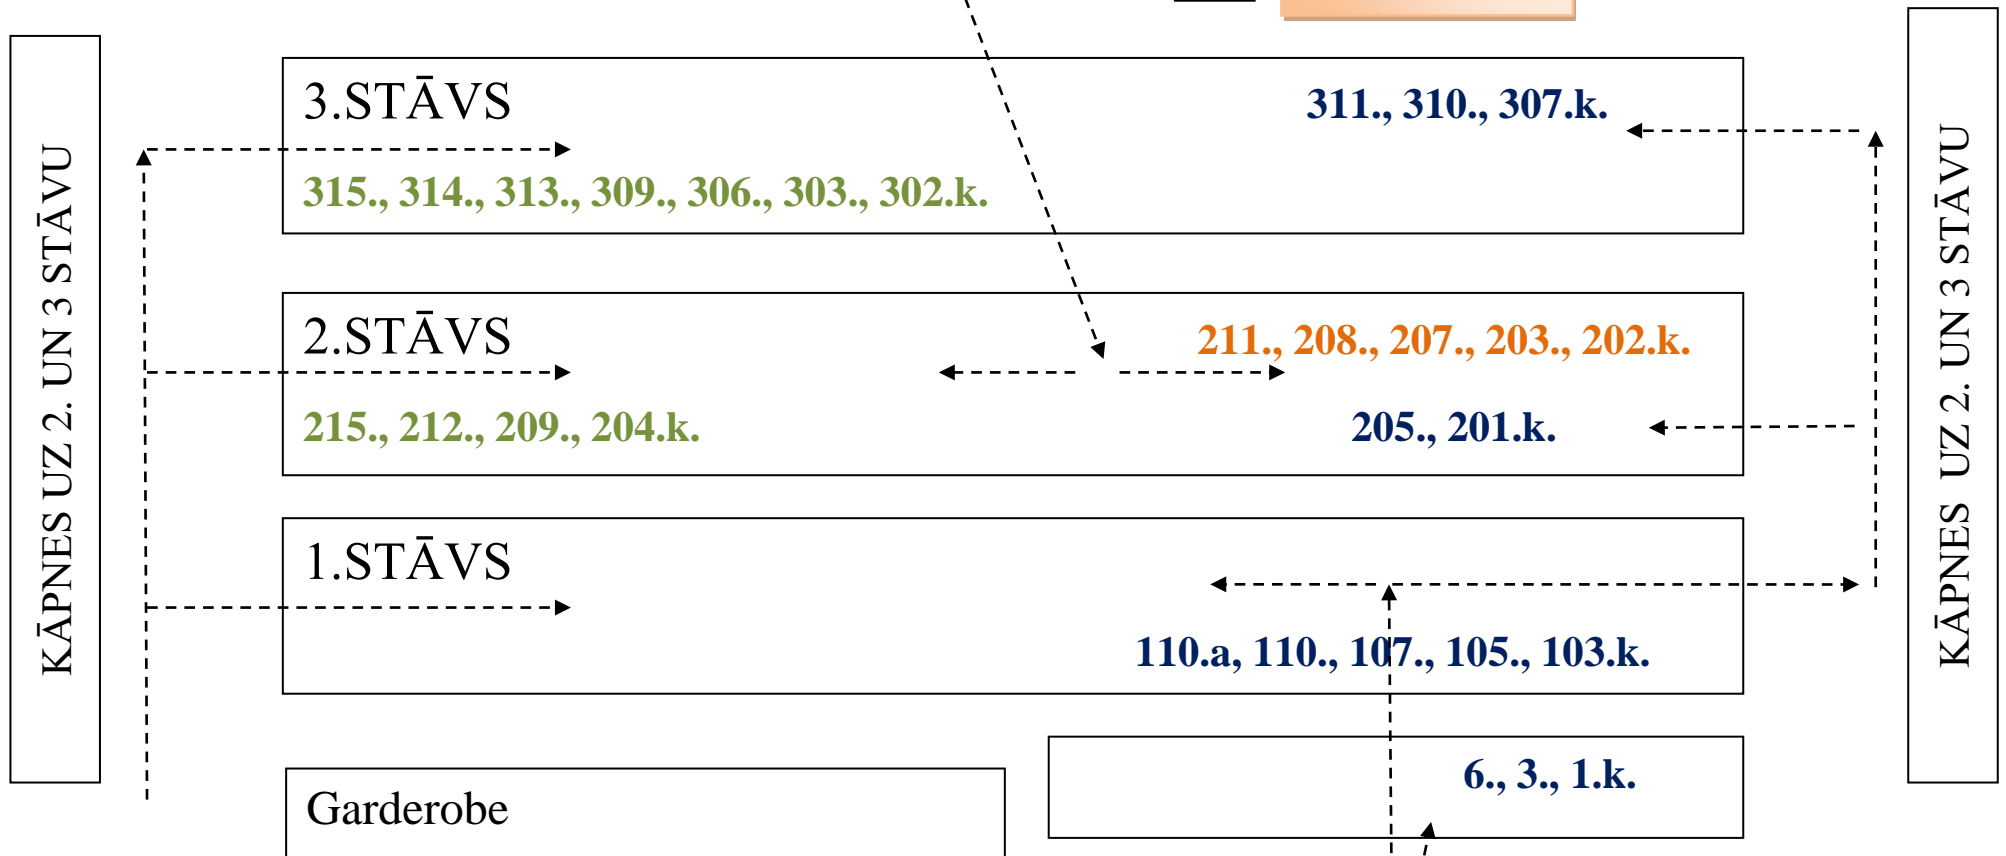 KĀPNES UZ 2. UN 3 STĀVU
3.STĀVS
311., 310., 307.k.
315., 314., 313., 309., 306., 303., 302.k.
2.STĀVS
211., 208., 207., 203., 202.k.
215., 212., 209., 204.k.
205., 201.k.
1.STĀVS
110.a, 110., 107., 105., 103.k.
6., 3., 1.k.
Garderobe
KĀPNES UZ 2. UN 3 STĀVU